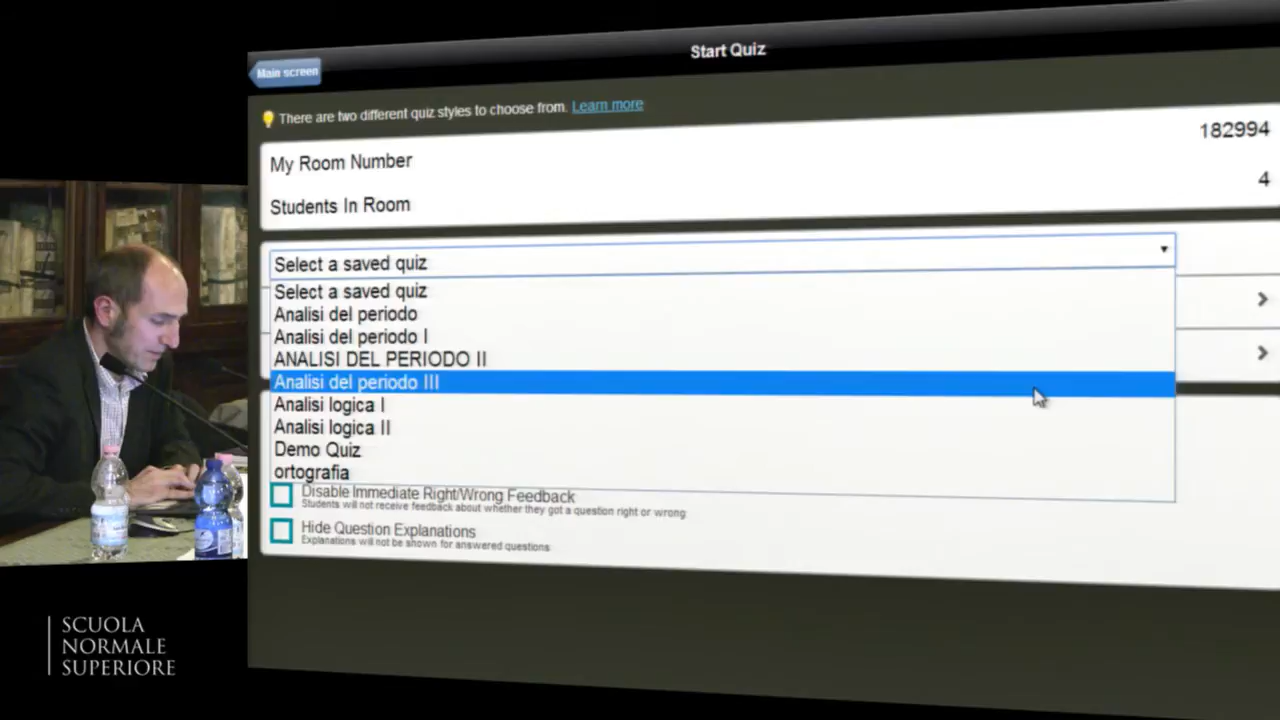 Start Quiz
Main screen
There are two different quiz styles to choose from. Learn more
My Room Number 182994
Students In Room 4
Select a saved quiz
Select a saved quiz
Analisi del periodo
Analisi del periodo I
ANALISI DEL PERIODO II
Analisi del periodo III
Analisi logica I
Analisi logica II
Demo Quiz
ortografia
Disable Immediate Right/Wrong Feedback
Students will not receive feedback about whether they got a question right or wrong
Hide Question Explanations
Explanations will not be shown for answered questions
SCUOLA
NORMALE
SUPERIORE